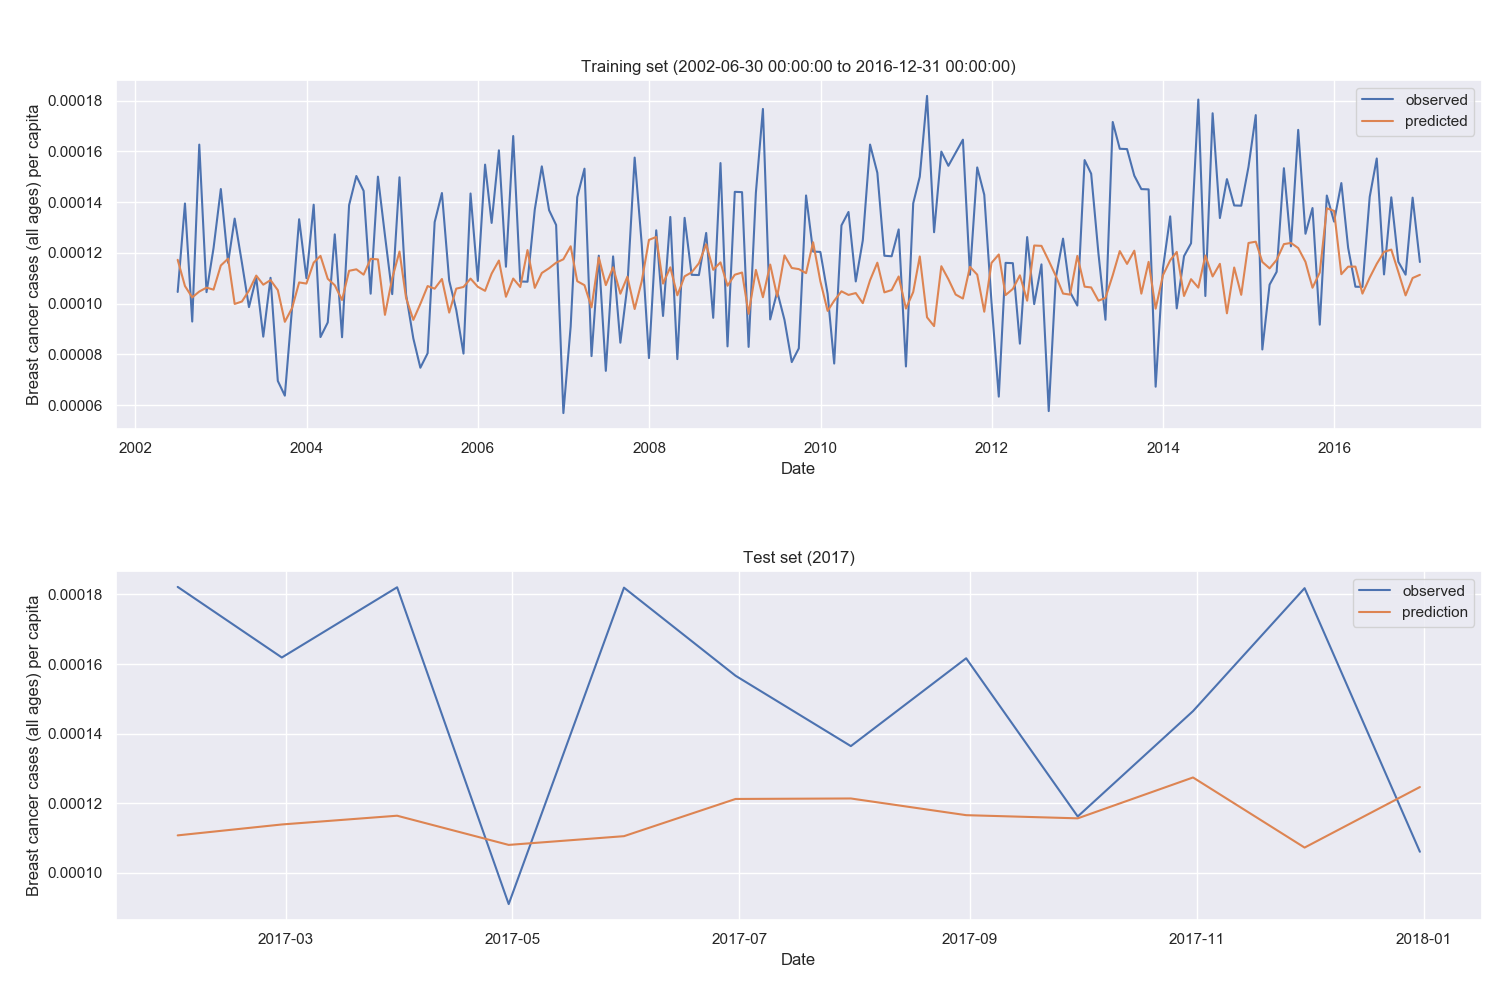 Training set (2002-06-30 00:00:00 to 2016-12-31 00:00:00)
Breast cancer cases (all ages) per capita
0.00018
0.00016
0.00014
0.00012
0.00010
0.00008
0.00006
observed
predicted
2002 2004 2006 2008 2010 2012 2014 2016
Date
Test set (2017)
Breast cancer cases (all ages) per capita
0.00018
0.00016
0.00014
0.00012
0.00010
observed
prediction
2017-03 2017-05 2017-07 2017-09 2017-11 2018-01
Date